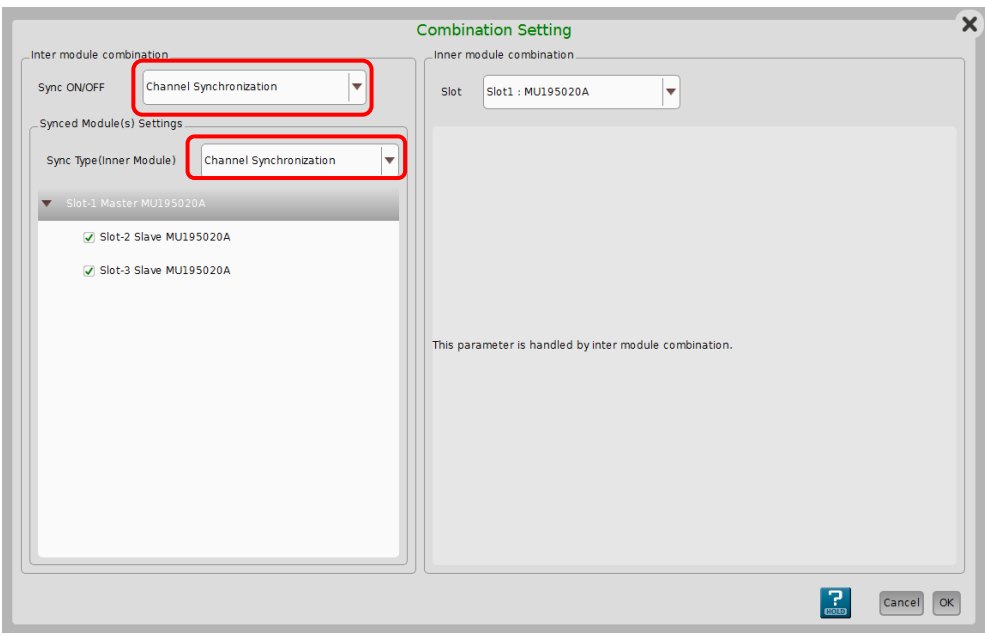 Combination Setting
Inter module combination
Sync ON/OFF
Channel Synchronization
Synced Module(s) Settings
Sync Type(Inner Module)
Channel Synchronization
Slot-1 Master MU195020A
Slot-2 Slave MU195020A
Slot-3 Slave MU195020A
Inner module combination
Slot
Slot1 : MU195020A
This parameter is handled by inter module combination.
?
HOLD
Cancel
OK